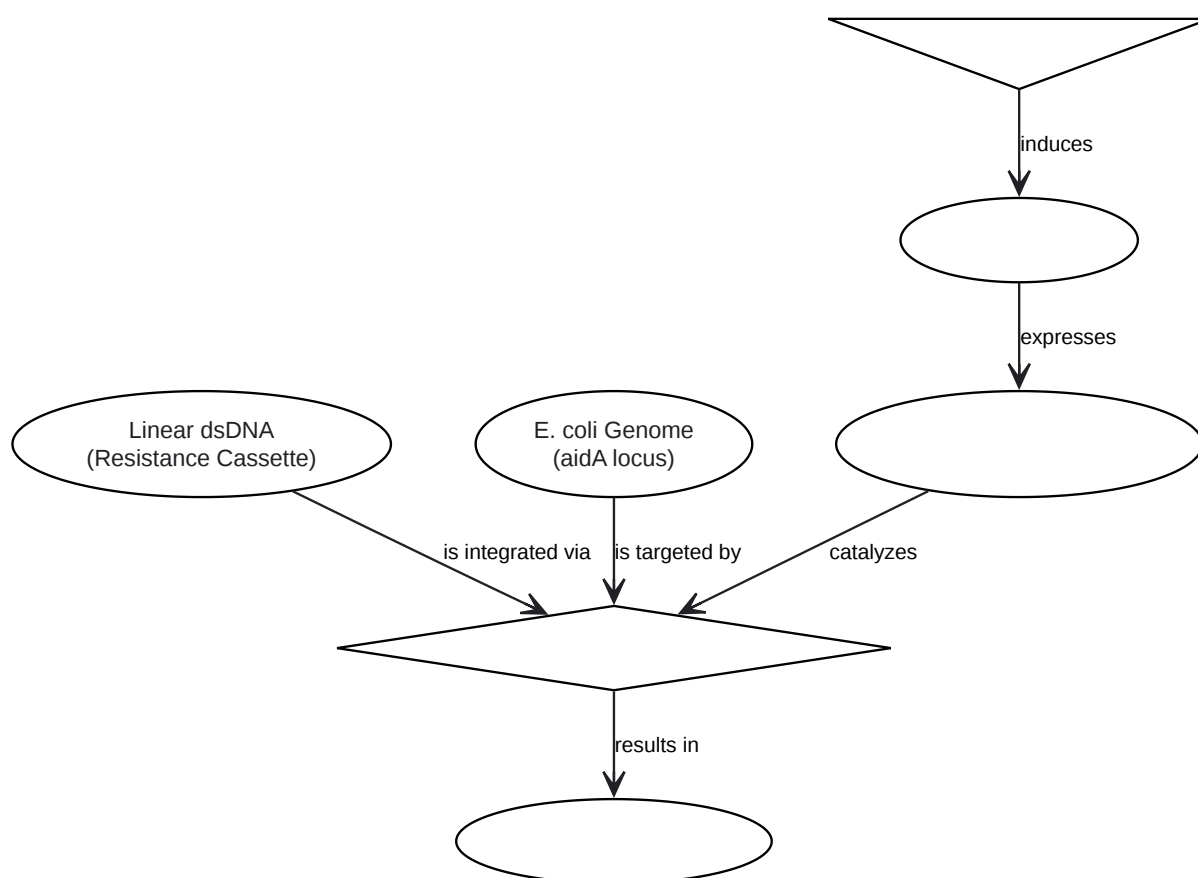 induces
expresses
Linear dsDNA
(Resistance Cassette)
E. coli Genome
(aidA locus)
is integrated via
is targeted by
catalyzes
results in